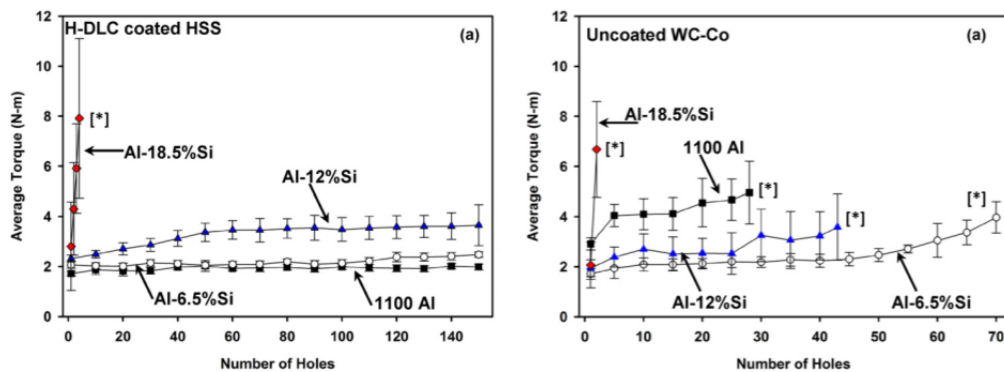 H-DLC coated HSS
(a)
12
10
8
6
4
2
0
Average Torque (N-m)
[*]
Al-18.5%Si
Al-12%Si
Al-6.5%Si
1100 Al
0 20 40 60 80 100 120 140
Number of Holes
Uncoated WC-Co
(a)
12
10
8
6
4
2
0
Average Torque (N-m)
Al-18.5%Si
[*]
1100 Al
[*]
[*]
[*]
Al-12%Si
Al-6.5%Si
0 10 20 30 40 50 60 70
Number of Holes